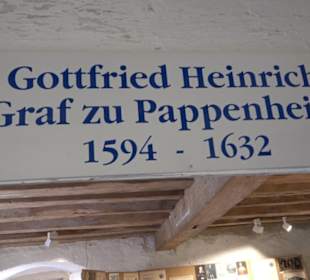 Gottfried Heinrich
Graf zu Pappenhei
1594 - 1632